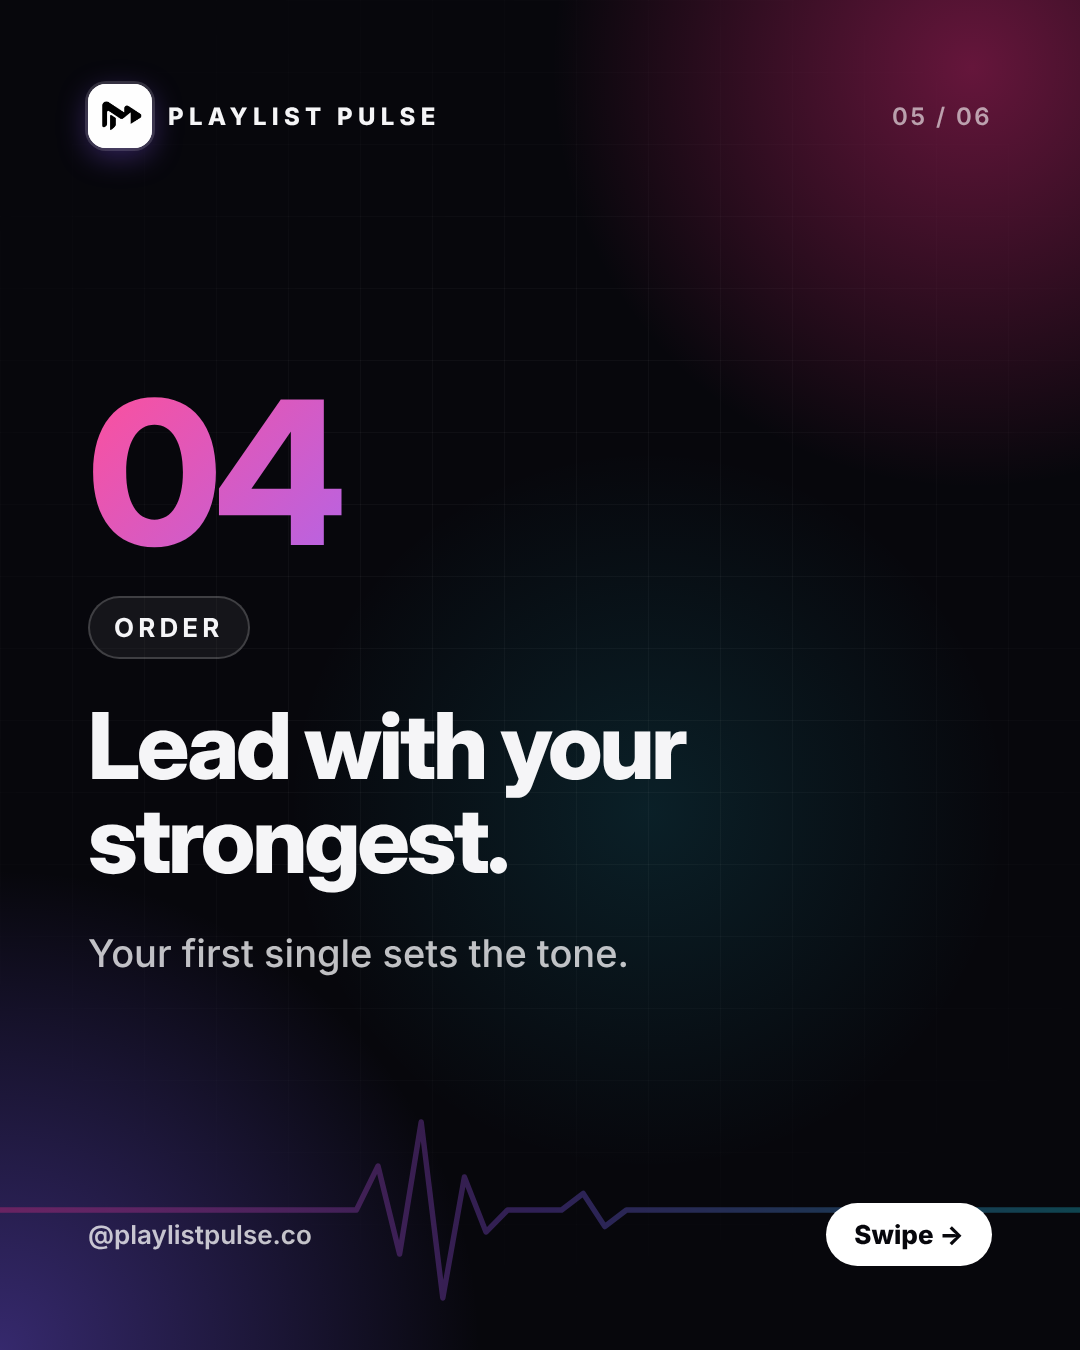 PLAYLIST PULSE
05 / 06
04
ORDER
Lead with your
strongest.
Your first single sets the tone.
@playlistpulse.co
Swipe →